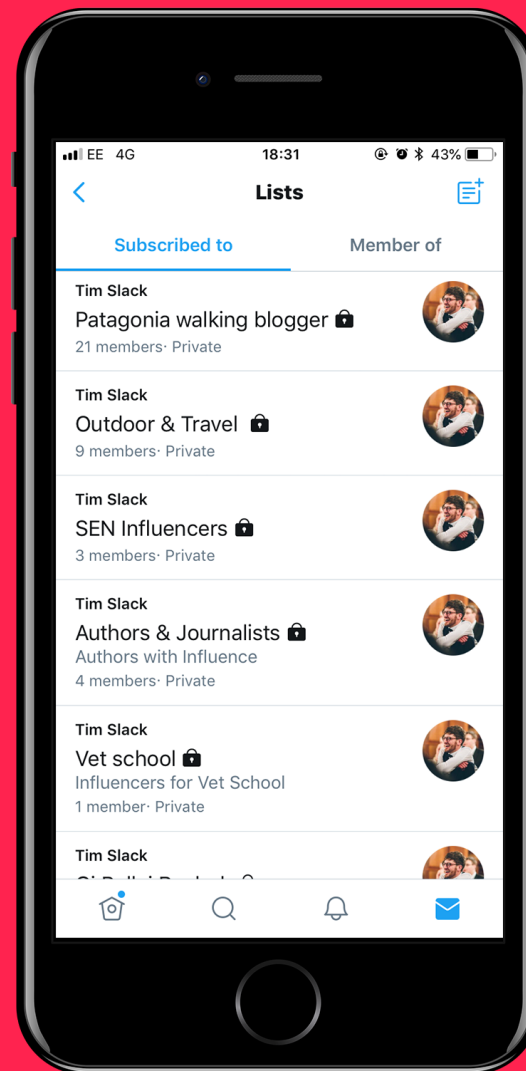 EE 4G 18:31 43%
Lists
Subscribed to Member of
Tim Slack
Patagonia walking blogger
21 members· Private
Tim Slack
Outdoor & Travel
9 members· Private
Tim Slack
SEN Influencers
3 members· Private
Tim Slack
Authors & Journalists
Authors with Influence
4 members· Private
Tim Slack
Vet school
Influencers for Vet School
1 member· Private
Tim Slack